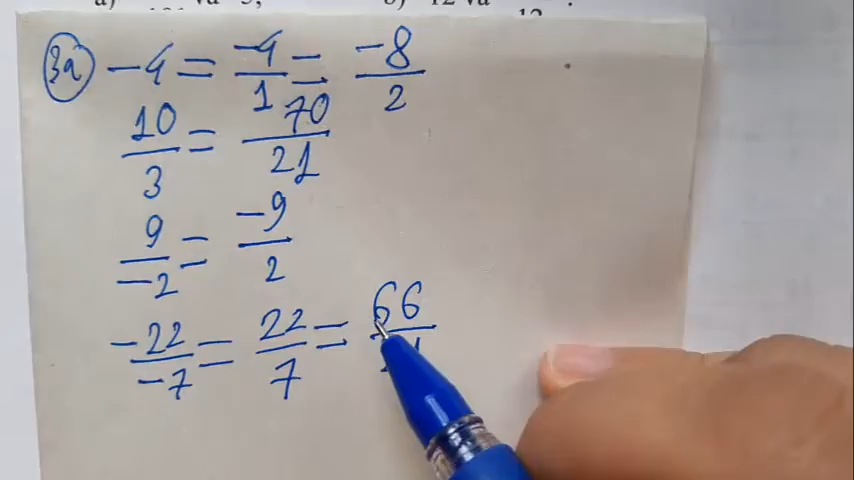 3a -4 = -4/1 = -8/2
10/3 = 70/21
9/-2 = -9/2
-22/-7 = 22/7 = 66/